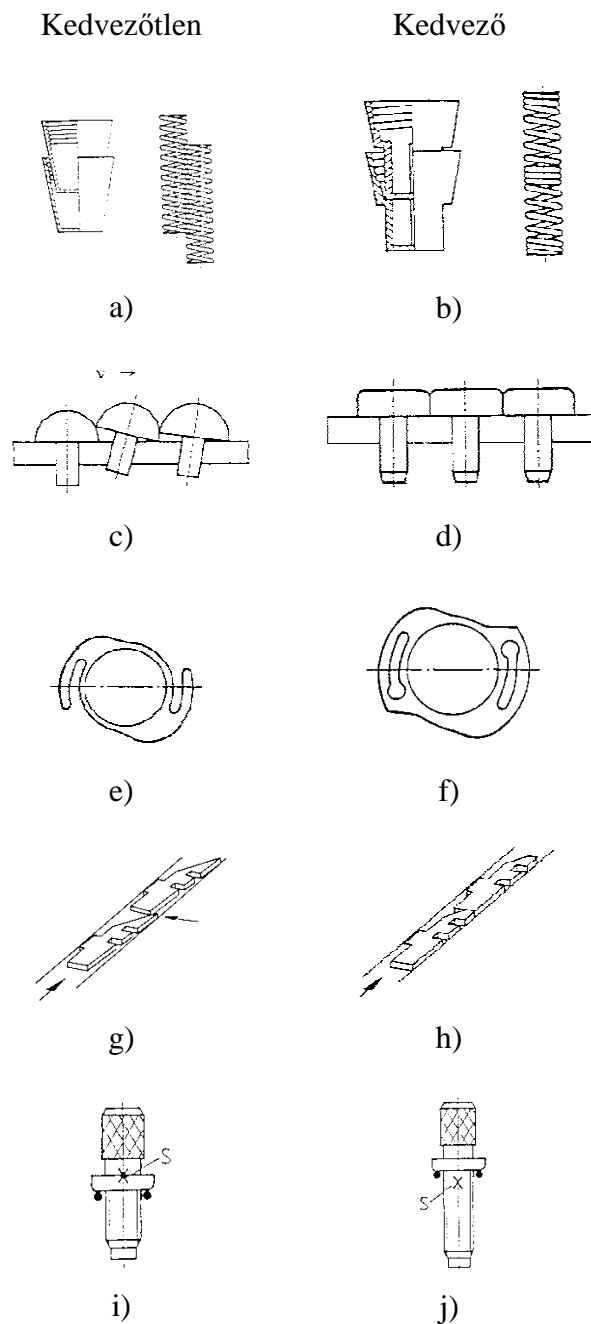 Kedvezőtlen Kedvező
a) b)
v →
c) d)
e) f)
g) h)
S
S
i) j)